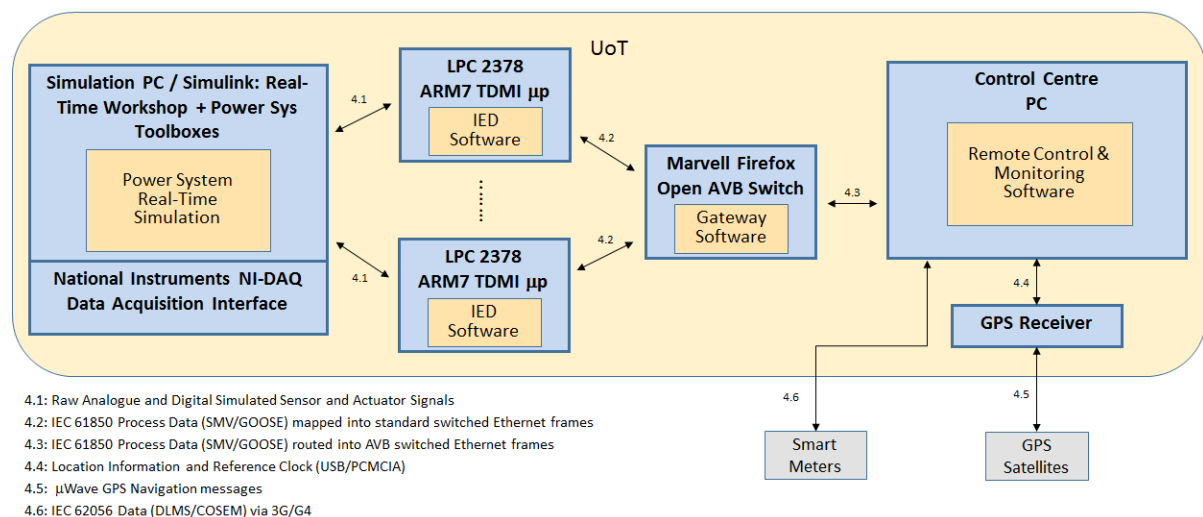 UoT
Simulation PC / Simulink: Real-
Time Workshop + Power Sys
Toolboxes
Power System
Real-Time
Simulation
National Instruments NI-DAQ
Data Acquisition Interface
4.1
4.1
LPC 2378
ARM7 TDMI µp
IED
Software
LPC 2378
ARM7 TDMI µp
IED
Software
4.2
4.2
Marvell Firefox
Open AVB Switch
Gateway
Software
4.3
Control Centre
PC
Remote Control &
Monitoring
Software
4.4
GPS Receiver
4.6
4.5
Smart
Meters
GPS
Satellites
4.1: Raw Analogue and Digital Simulated Sensor and Actuator Signals
4.2: IEC 61850 Process Data (SMV/GOOSE) mapped into standard switched Ethernet frames
4.3: IEC 61850 Process Data (SMV/GOOSE) routed into AVB switched Ethernet frames
4.4: Location Information and Reference Clock (USB/PCMCIA)
4.5: µWave GPS Navigation messages
4.6: IEC 62056 Data (DLMS/COSEM) via 3G/G4